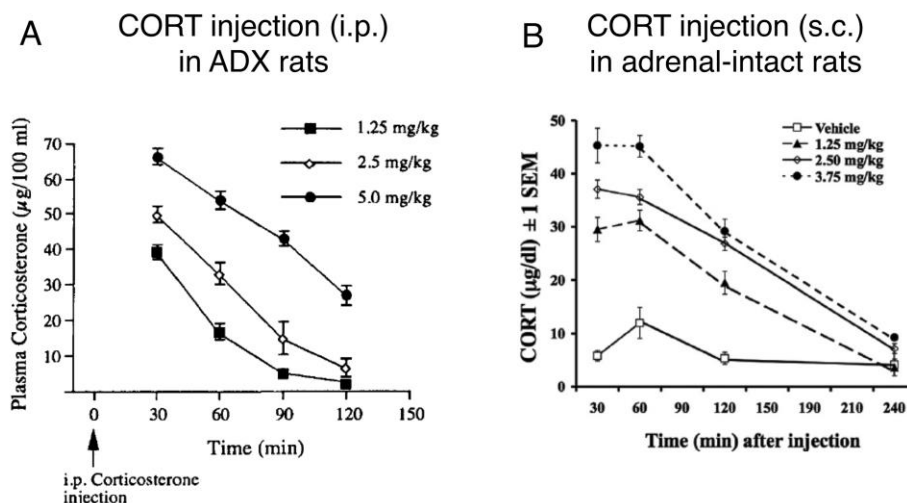 A
CORT injection (i.p.)
in ADX rats
1.25 mg/kg
2.5 mg/kg
5.0 mg/kg
Plasma Corticosterone (µg/100 ml)
70
60
50
40
30
20
10
0
30
60
90
120
150
Time (min)
i.p. Corticosterone
injection
B
CORT injection (s.c.)
in adrenal-intact rats
Vehicle
1.25 mg/kg
2.50 mg/kg
3.75 mg/kg
CORT (µg/dl) ± 1 SEM
50
40
30
20
10
0
30 60 90 120 150 180 210 240
Time (min) after injection